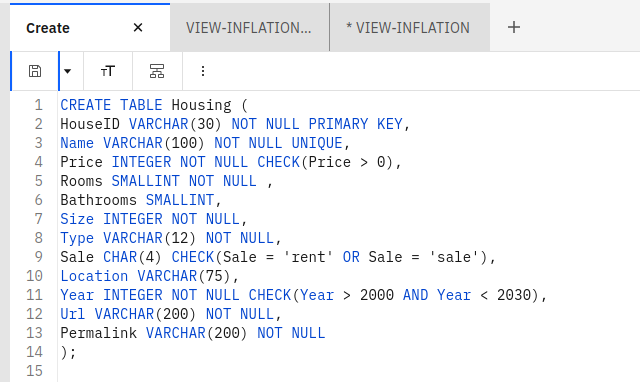 Create
VIEW-INFLATION...
* VIEW-INFLATION
1 CREATE TABLE Housing (
2 HouseID VARCHAR(30) NOT NULL PRIMARY KEY,
3 Name VARCHAR(100) NOT NULL UNIQUE,
4 Price INTEGER NOT NULL CHECK(Price > 0),
5 Rooms SMALLINT NOT NULL ,
6 Bathrooms SMALLINT,
7 Size INTEGER NOT NULL,
8 Type VARCHAR(12) NOT NULL,
9 Sale CHAR(4) CHECK(Sale = 'rent' OR Sale = 'sale'),
10 Location VARCHAR(75),
11 Year INTEGER NOT NULL CHECK(Year > 2000 AND Year < 2030),
12 Url VARCHAR(200) NOT NULL,
13 Permalink VARCHAR(200) NOT NULL
14 );
15